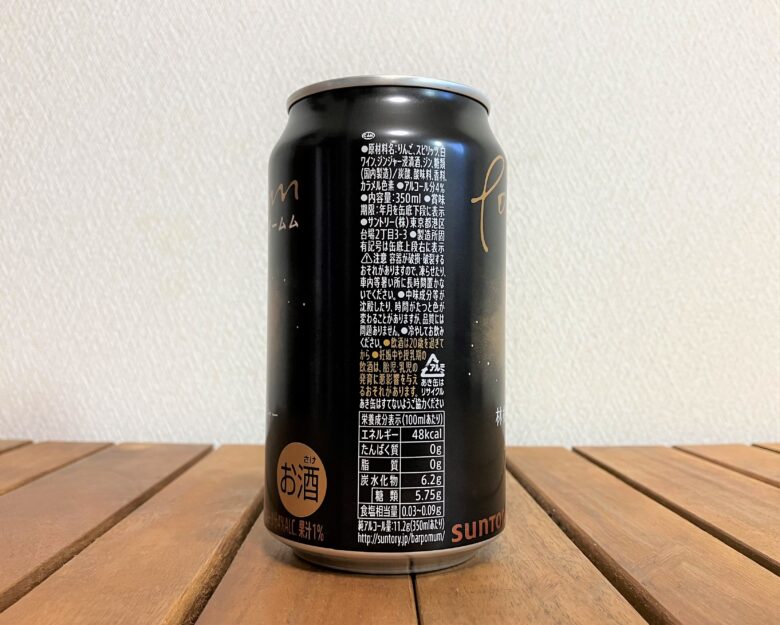 ●原材料名:りんご、スピリッツ、白
ワイン、ジンジャー浸漬酒、ジン、糖類
(国内製造)/炭酸、酸味料、香料、
カラメル色素 ●アルコール分4%
●内容量:350ml ●賞味
期限:年月を缶底下段に表示
●サントリー(株)東京都港区
台場2丁目3-3 ●製造所固
有記号は缶底上段右に表示
⚠注意 容器が破損・破裂する
おそれがありますので、凍らせたり、
車内等暑い所に長時間置かな
いでください。●中味成分等が
沈殿したり、時間がたつと色が
変わることがありますが、品質には
問題ありません。●冷やしてお飲み
ください。●飲酒は20歳を過ぎて
から ●妊娠中や授乳期の
飲酒は、胎児・乳児の
発育に悪影響を与え
るおそれがあります。
アルミ
あき缶は
リサイクル
あき缶はすてないようご協力ください
栄養成分表示(100mlあたり)
エネルギー 48kcal
たんぱく質 0g
脂質 0g
炭水化物 6.2g
糖類 5.75g
食塩相当量 0.03~0.09g
純アルコール量:11.2g(350mlあたり)
http://suntory.jp/barpomum/
ームム
さけ
お酒
ALC. 果汁1%
SUNTO
林